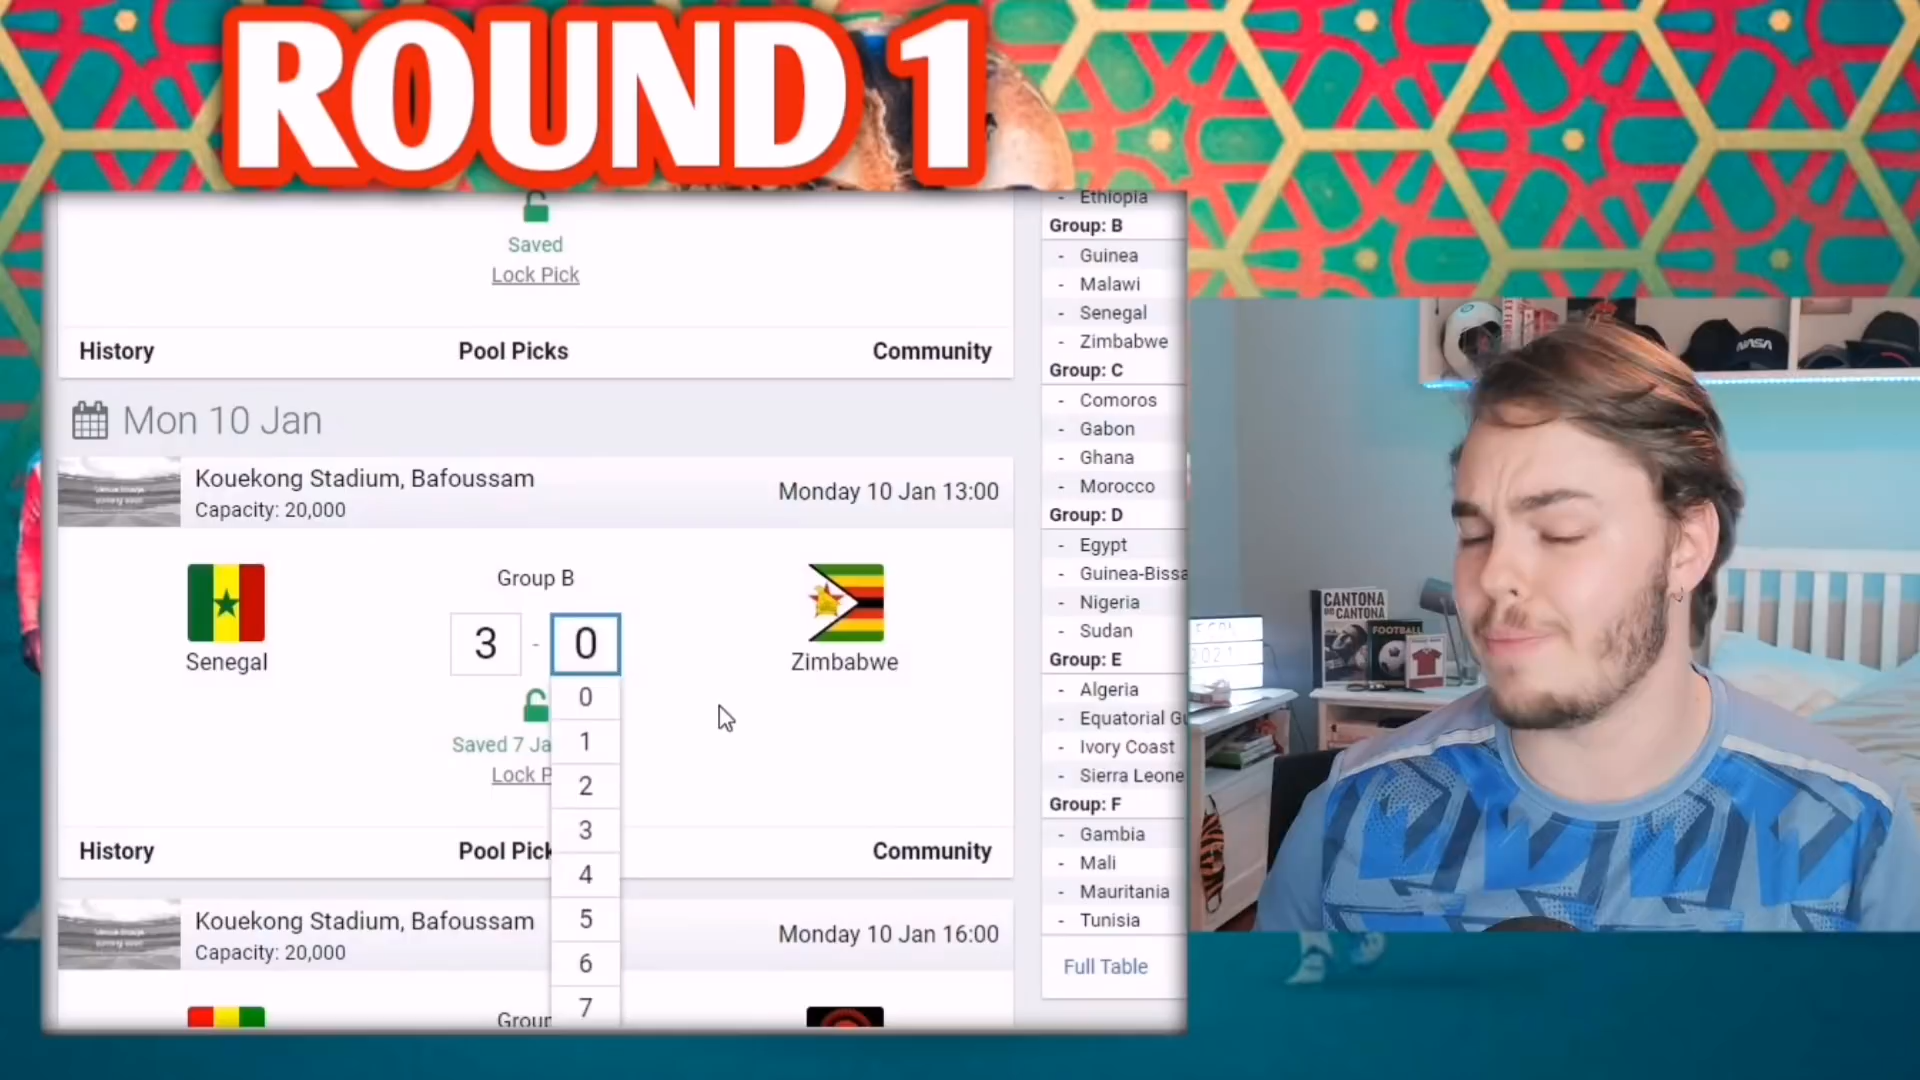 ROUND 1
Saved
Lock Pick
History Pool Picks Community
Mon 10 Jan
Kouekong Stadium, Bafoussam
Capacity: 20,000
Monday 10 Jan 13:00
Group B
Senegal
3 - 0
Zimbabwe
0
1
2
3
4
5
6
7
Saved 7 Ja
Lock P
History Pool Pick Community
Kouekong Stadium, Bafoussam
Capacity: 20,000
Monday 10 Jan 16:00
Group
- Ethiopia
Group: B
- Guinea
- Malawi
- Senegal
- Zimbabwe
Group: C
- Comoros
- Gabon
- Ghana
- Morocco
Group: D
- Egypt
- Guinea-Bissa
- Nigeria
- Sudan
Group: E
- Algeria
- Equatorial Gu
- Ivory Coast
- Sierra Leone
Group: F
- Gambia
- Mali
- Mauritania
- Tunisia
Full Table
NASA
CANTONA
CANTONA
FOOTBALL
2021